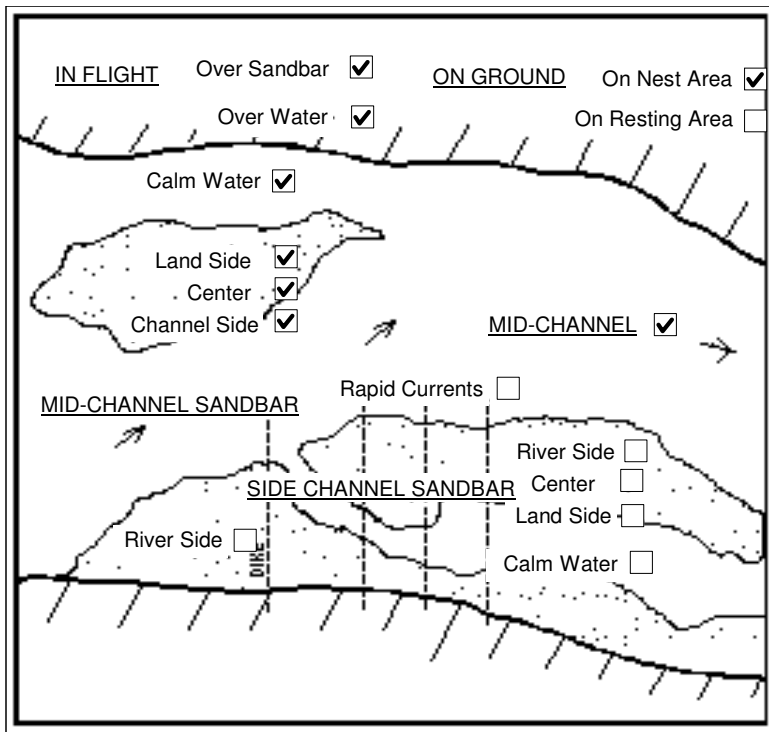 IN FLIGHT Over Sandbar ON GROUND On Nest Area
Over Water On Resting Area
Calm Water
Land Side
Center
Channel Side MID-CHANNEL
Rapid Currents
MID-CHANNEL SANDBAR
River Side
SIDE CHANNEL SANDBAR Center
Land Side
River Side
DIKE
Calm Water